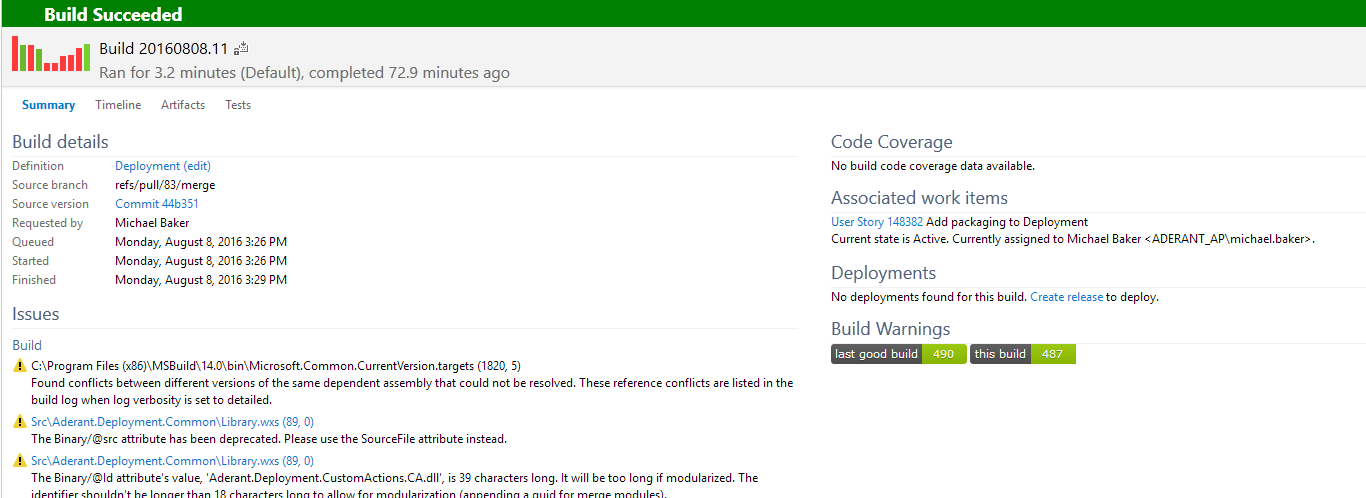 Build Succeeded
Build 20160808.11
Ran for 3.2 minutes (Default), completed 72.9 minutes ago
Summary Timeline Artifacts Tests
Build details
Definition Deployment (edit)
Source branch refs/pull/83/merge
Source version Commit 44b351
Requested by Michael Baker
Queued Monday, August 8, 2016 3:26 PM
Started Monday, August 8, 2016 3:26 PM
Finished Monday, August 8, 2016 3:29 PM
Issues
Build
C:\Program Files (x86)\MSBuild\14.0\bin\Microsoft.Common.CurrentVersion.targets (1820, 5)
Found conflicts between different versions of the same dependent assembly that could not be resolved. These reference conflicts are listed in the
build log when log verbosity is set to detailed.
Src\Aderant.Deployment.Common\Library.wxs (89, 0)
The Binary/@src attribute has been deprecated. Please use the SourceFile attribute instead.
Src\Aderant.Deployment.Common\Library.wxs (89, 0)
The Binary/@Id attribute's value, 'Aderant.Deployment.CustomActions.CA.dll', is 39 characters long. It will be too long if modularized. The
identifier shouldn't be longer than 18 characters long to allow for modularization (appending a guid for merge modules).
Code Coverage
No build code coverage data available.
Associated work items
User Story 148382 Add packaging to Deployment
Current state is Active. Currently assigned to Michael Baker <ADERANT_AP\michael.baker>.
Deployments
No deployments found for this build. Create release to deploy.
Build Warnings
last good build 490 this build 487